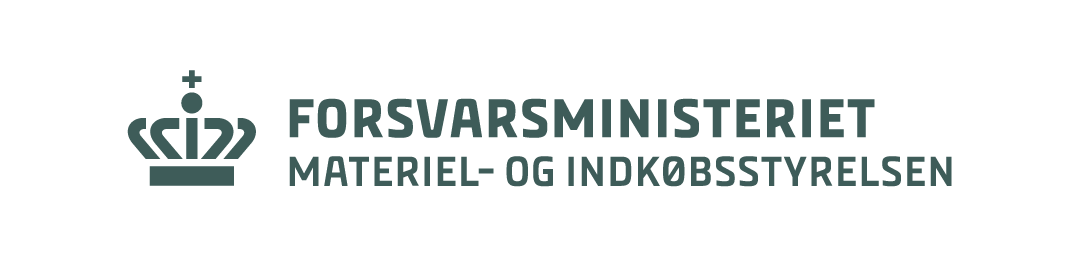 FORSVARSMINISTERIET
MATERIEL- OG INDKØBSSTYRELSEN